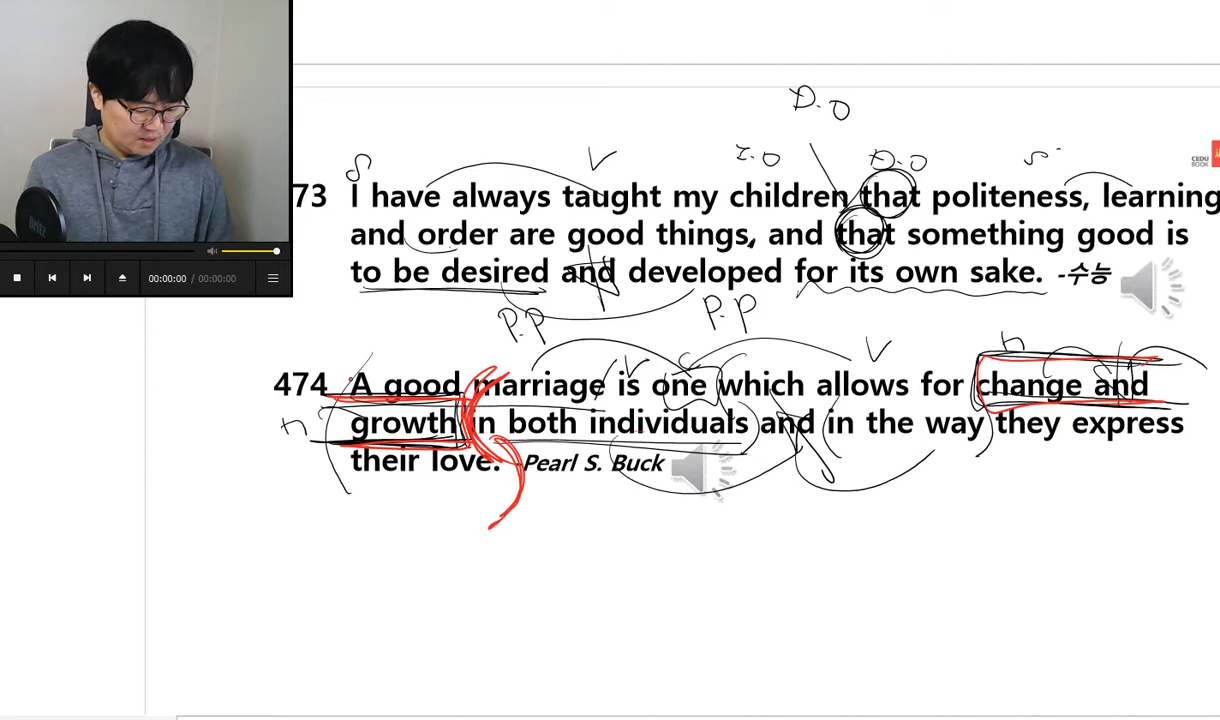 D.O
S V I.O D.O S
CEDU
BOOK
73 I have always taught my children that politeness, learning
and order are good things, and that something good is
to be desired and developed for its own sake. -수능
P.P P.P
V c V n
474 A good marriage is one which allows for change and
n growth in both individuals and in the way they express
their love. - Pearl S. Buck
00:00:00 / 00:00:00